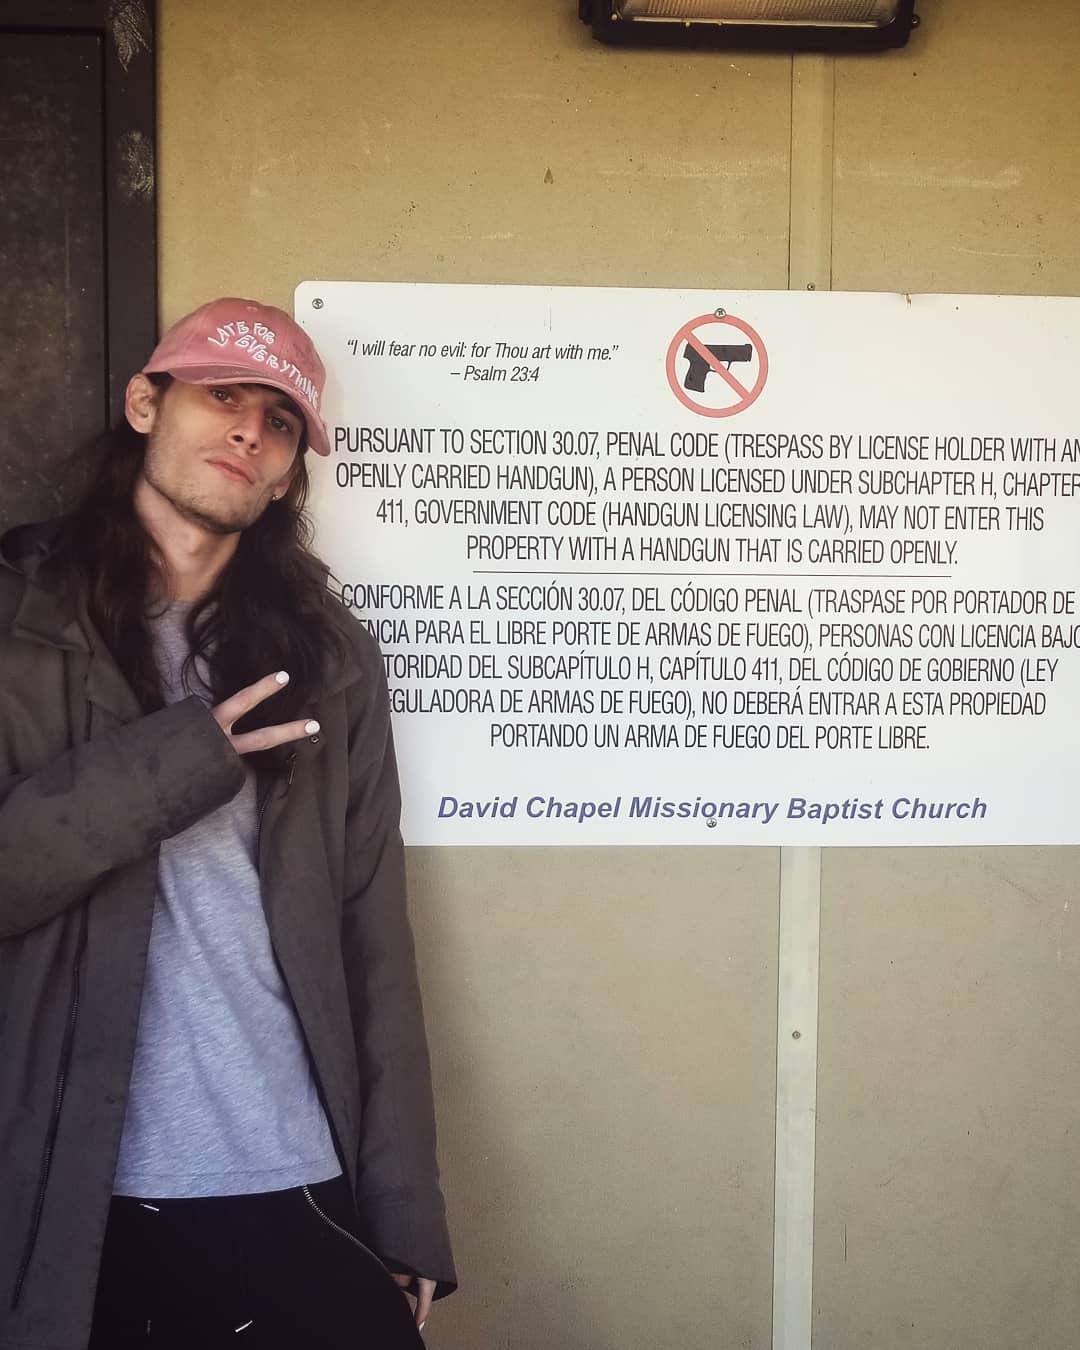 LATE FOR
EVERYTHING
“I will fear no evil: for Thou art with me.”
– Psalm 23:4
PURSUANT TO SECTION 30.07, PENAL CODE (TRESPASS BY LICENSE HOLDER WITH AN
OPENLY CARRIED HANDGUN), A PERSON LICENSED UNDER SUBCHAPTER H, CHAPTER
411, GOVERNMENT CODE (HANDGUN LICENSING LAW), MAY NOT ENTER THIS
PROPERTY WITH A HANDGUN THAT IS CARRIED OPENLY.
CONFORME A LA SECCIÓN 30.07, DEL CÓDIGO PENAL (TRASPASE POR PORTADOR DE
PARA EL LIBRE PORTE DE ARMAS DE FUEGO), PERSONAS CON LICENCIA BAJO
DEL SUBCAPÍTULO H, CAPÍTULO 411, DEL CÓDIGO DE GOBIERNO (LEY
DE ARMAS DE FUEGO), NO DEBERÁ ENTRAR A ESTA PROPIEDAD
PORTANDO UN ARMA DE FUEGO DEL PORTE LIBRE.
David Chapel Missionary Baptist Church